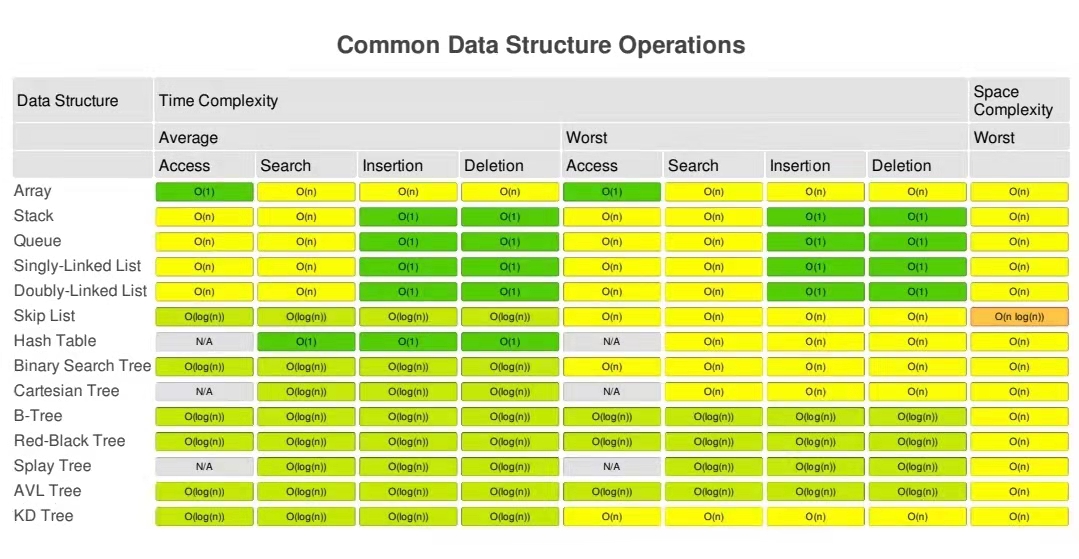 Common Data Structure Operations
Data Structure Time Complexity Space Complexity
Average Worst Worst
Access Search Insertion Deletion Access Search Insertion Deletion
Array O(1) O(n) O(n) O(n) O(1) O(n) O(n) O(n) O(n)
Stack O(n) O(n) O(1) O(1) O(n) O(n) O(1) O(1) O(n)
Queue O(n) O(n) O(1) O(1) O(n) O(n) O(1) O(1) O(n)
Singly-Linked List O(n) O(n) O(1) O(1) O(n) O(n) O(1) O(1) O(n)
Doubly-Linked List O(n) O(n) O(1) O(1) O(n) O(n) O(1) O(1) O(n)
Skip List O(log(n)) O(log(n)) O(log(n)) O(log(n)) O(n) O(n) O(n) O(n) O(n log(n))
Hash Table N/A O(1) O(1) O(1) N/A O(n) O(n) O(n) O(n)
Binary Search Tree O(log(n)) O(log(n)) O(log(n)) O(log(n)) O(n) O(n) O(n) O(n) O(n)
Cartesian Tree N/A O(log(n)) O(log(n)) O(log(n)) N/A O(n) O(n) O(n) O(n)
B-Tree O(log(n)) O(log(n)) O(log(n)) O(log(n)) O(log(n)) O(log(n)) O(log(n)) O(log(n)) O(n)
Red-Black Tree O(log(n)) O(log(n)) O(log(n)) O(log(n)) O(log(n)) O(log(n)) O(log(n)) O(log(n)) O(n)
Splay Tree N/A O(log(n)) O(log(n)) O(log(n)) N/A O(log(n)) O(log(n)) O(log(n)) O(n)
AVL Tree O(log(n)) O(log(n)) O(log(n)) O(log(n)) O(log(n)) O(log(n)) O(log(n)) O(log(n)) O(n)
KD Tree O(log(n)) O(log(n)) O(log(n)) O(log(n)) O(n) O(n) O(n) O(n) O(n)